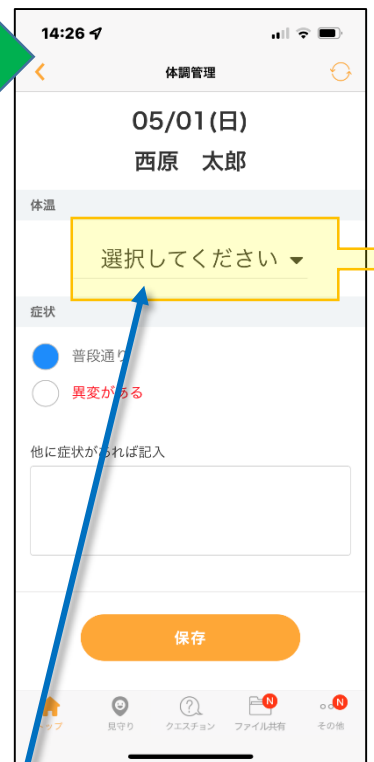 14:26
体調管理
05/01(日)
西原 太郎
体温
選択してください
症状
普段通り
異変がある
他に症状があれば記入
保存
トップ 見守り クエスチョン N ファイル共有 N その他